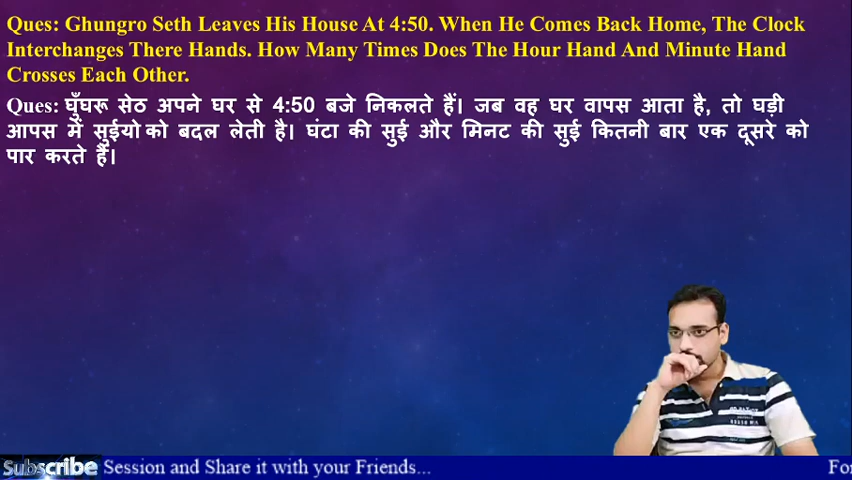 Ques: Ghungro Seth Leaves His House At 4:50. When He Comes Back Home, The Clock
Interchanges There Hands. How Many Times Does The Hour Hand And Minute Hand
Crosses Each Other.
Ques: घुँघरू सेठ अपने घर से 4:50 बजे निकलते हैं। जब वह घर वापस आता है, तो घड़ी
आपस में सुईयो को बदल लेती है। घंटा की सुई और मिनट की सुई कितनी बार एक दूसरे को
पार करते हैं।
Subscribe Session and Share it with your Friends... For